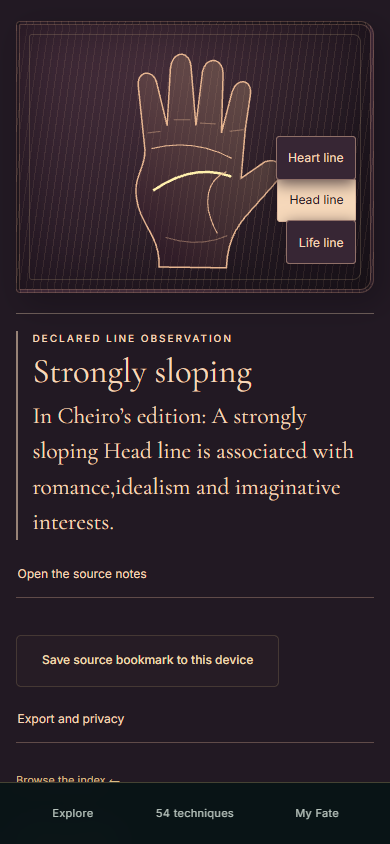 Heart line
Head line
Life line
DECLARED LINE OBSERVATION
Strongly sloping
In Cheiro’s edition: A strongly
sloping Head line is associated with
romance,idealism and imaginative
interests.
Open the source notes
Save source bookmark to this device
Export and privacy
Browse the index ←
Explore
54 techniques
My Fate